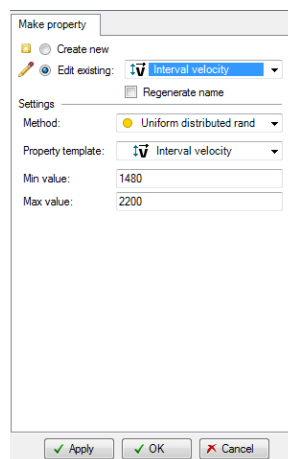 Make property
Create new
Edit existing: Interval velocity
Regenerate name
Settings
Method: Uniform distributed rand
Property template: Interval velocity
Min value: 1480
Max value: 2200
Apply OK Cancel